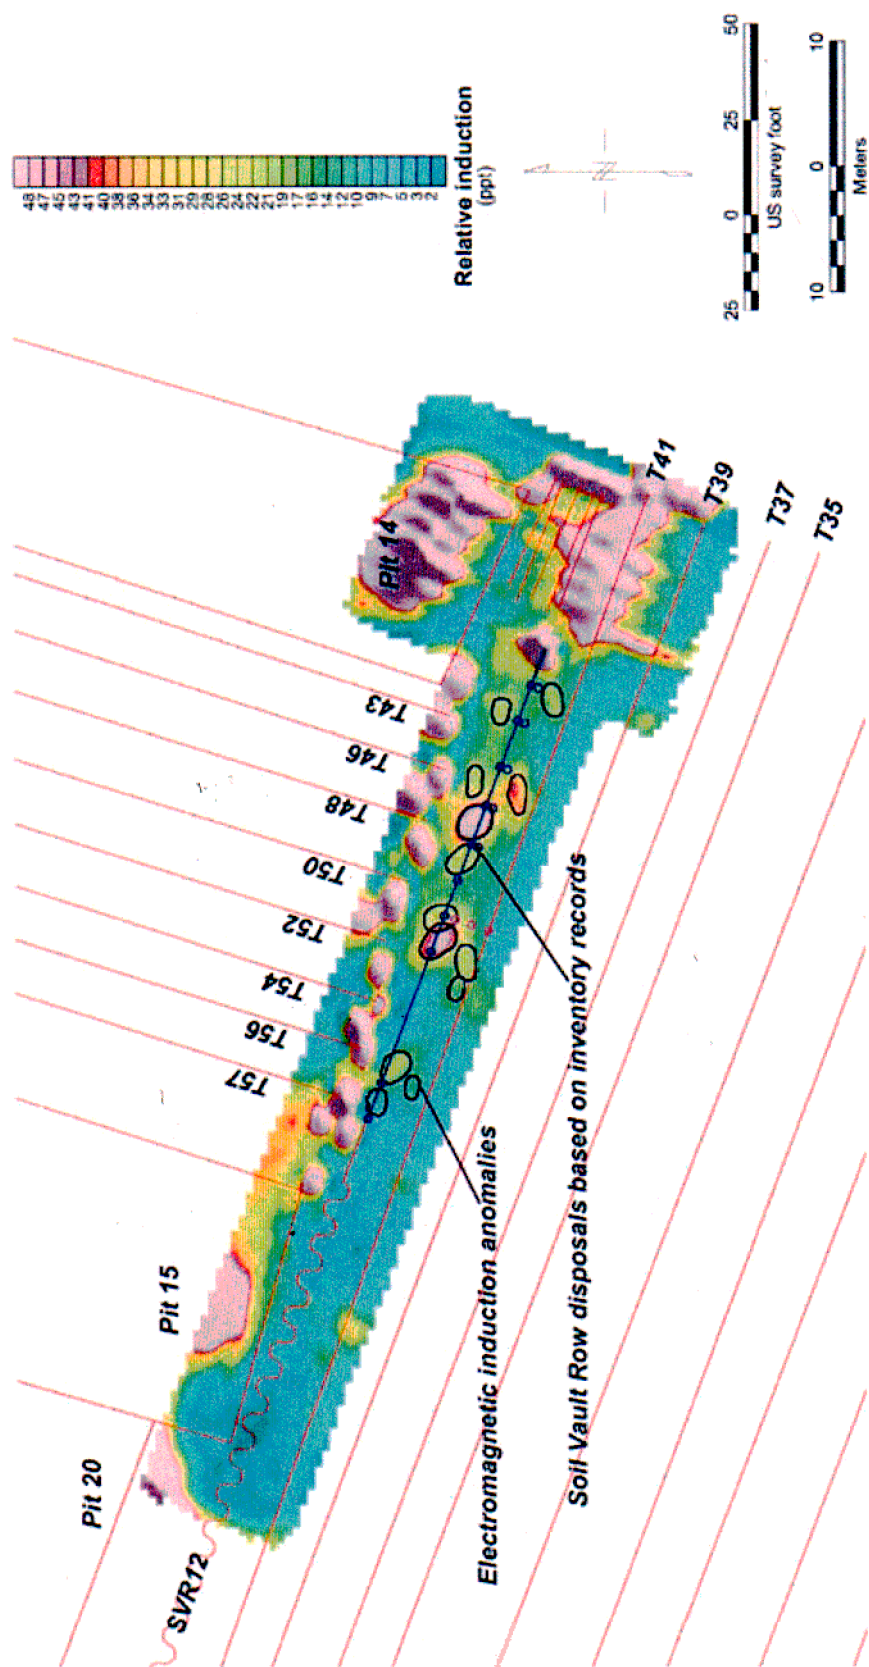 48
47
45
43
41
40
38
36
34
33
31
29
28
26
24
22
21
19
17
16
14
12
10
9
7
5
3
2
Relative induction
(ppt)
N
25
0
25
50
US survey foot
10
0
10
Meters
Pit 20
Pit 15
SVR12
T57
T56
T54
T52
T50
T48
T46
T43
Pit 14
T41
T39
T37
T35
Electromagnetic induction anomalies
Soil Vault Row disposals based on inventory records